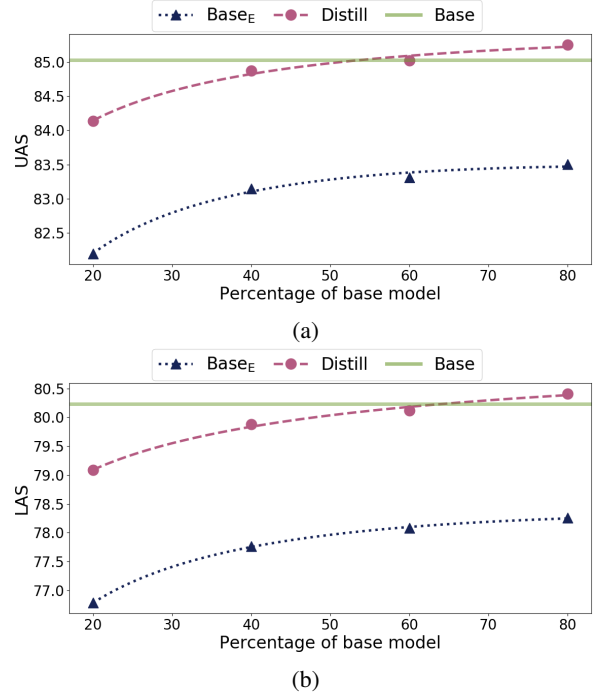 Base_E Distill Base
85.0
84.5
84.0
83.5
83.0
82.5
UAS
20 30 40 50 60 70 80
Percentage of base model
(a)
Base_E Distill Base
80.5
80.0
79.5
79.0
78.5
78.0
77.5
77.0
LAS
20 30 40 50 60 70 80
Percentage of base model
(b)